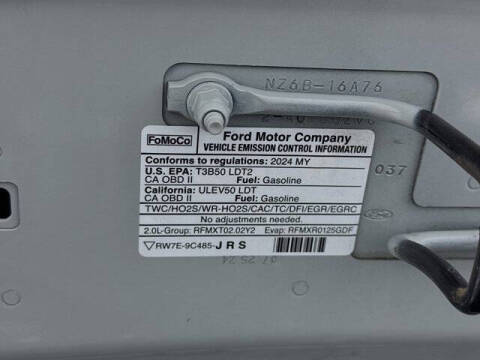 NZ6B-16A76
FoMoCo
Ford Motor Company
VEHICLE EMISSION CONTROL INFORMATION
Conforms to regulations: 2024 MY
U.S. EPA: T3B50 LDT2
CA OBD II Fuel: Gasoline
California: ULEV50 LDT
CA OBD II Fuel: Gasoline
TWC/HO2S/WR-HO2S/CAC/TC/DFI/EGR/EGRC
No adjustments needed.
2.0L-Group: RFMXT02.02Y2 Evap: RFMXR0125GDF
RW7E-9C485-JRS
037